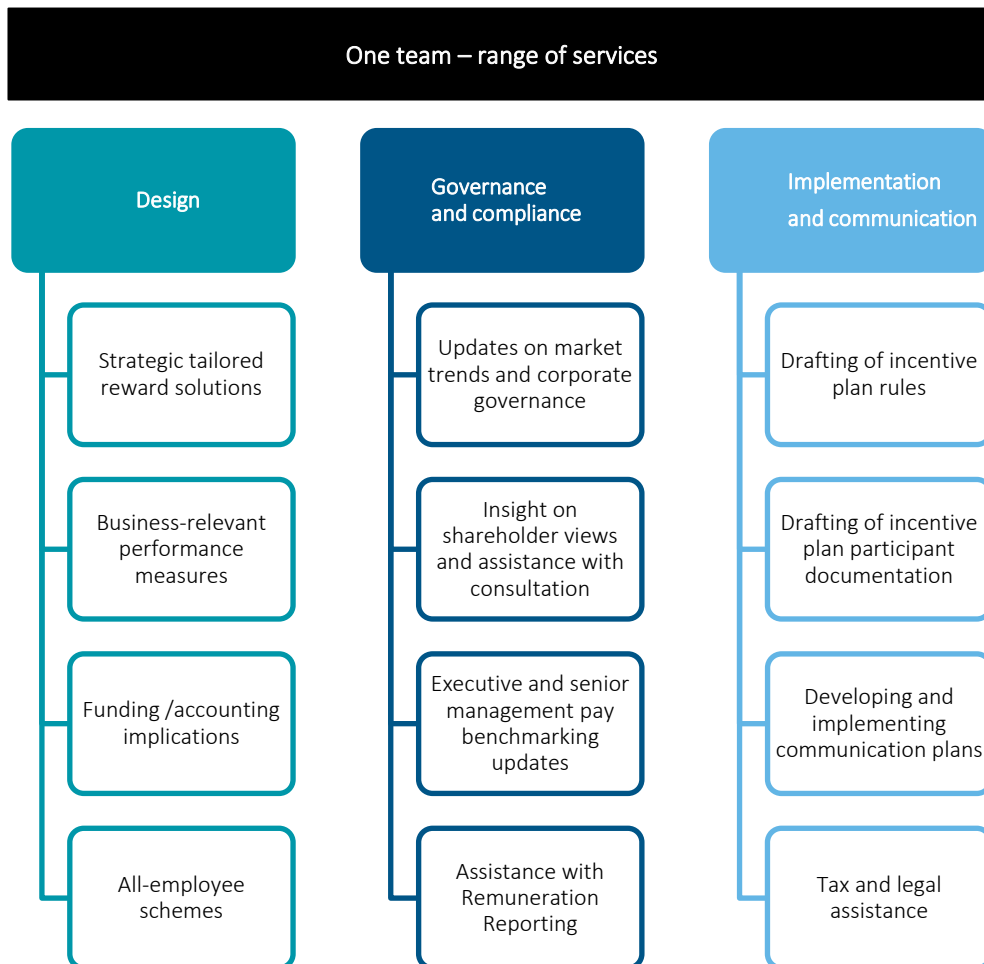 One team – range of services
Design
Strategic tailored
reward solutions
Business-relevant
performance
measures
Funding /accounting
implications
All-employee
schemes
Governance
and compliance
Updates on market
trends and corporate
governance
Insight on
shareholder views
and assistance with
consultation
Executive and senior
management pay
benchmarking
updates
Assistance with
Remuneration
Reporting
Implementation
and communication
Drafting of incentive
plan rules
Drafting of incentive
plan participant
documentation
Developing and
implementing
communication plans
Tax and legal
assistance